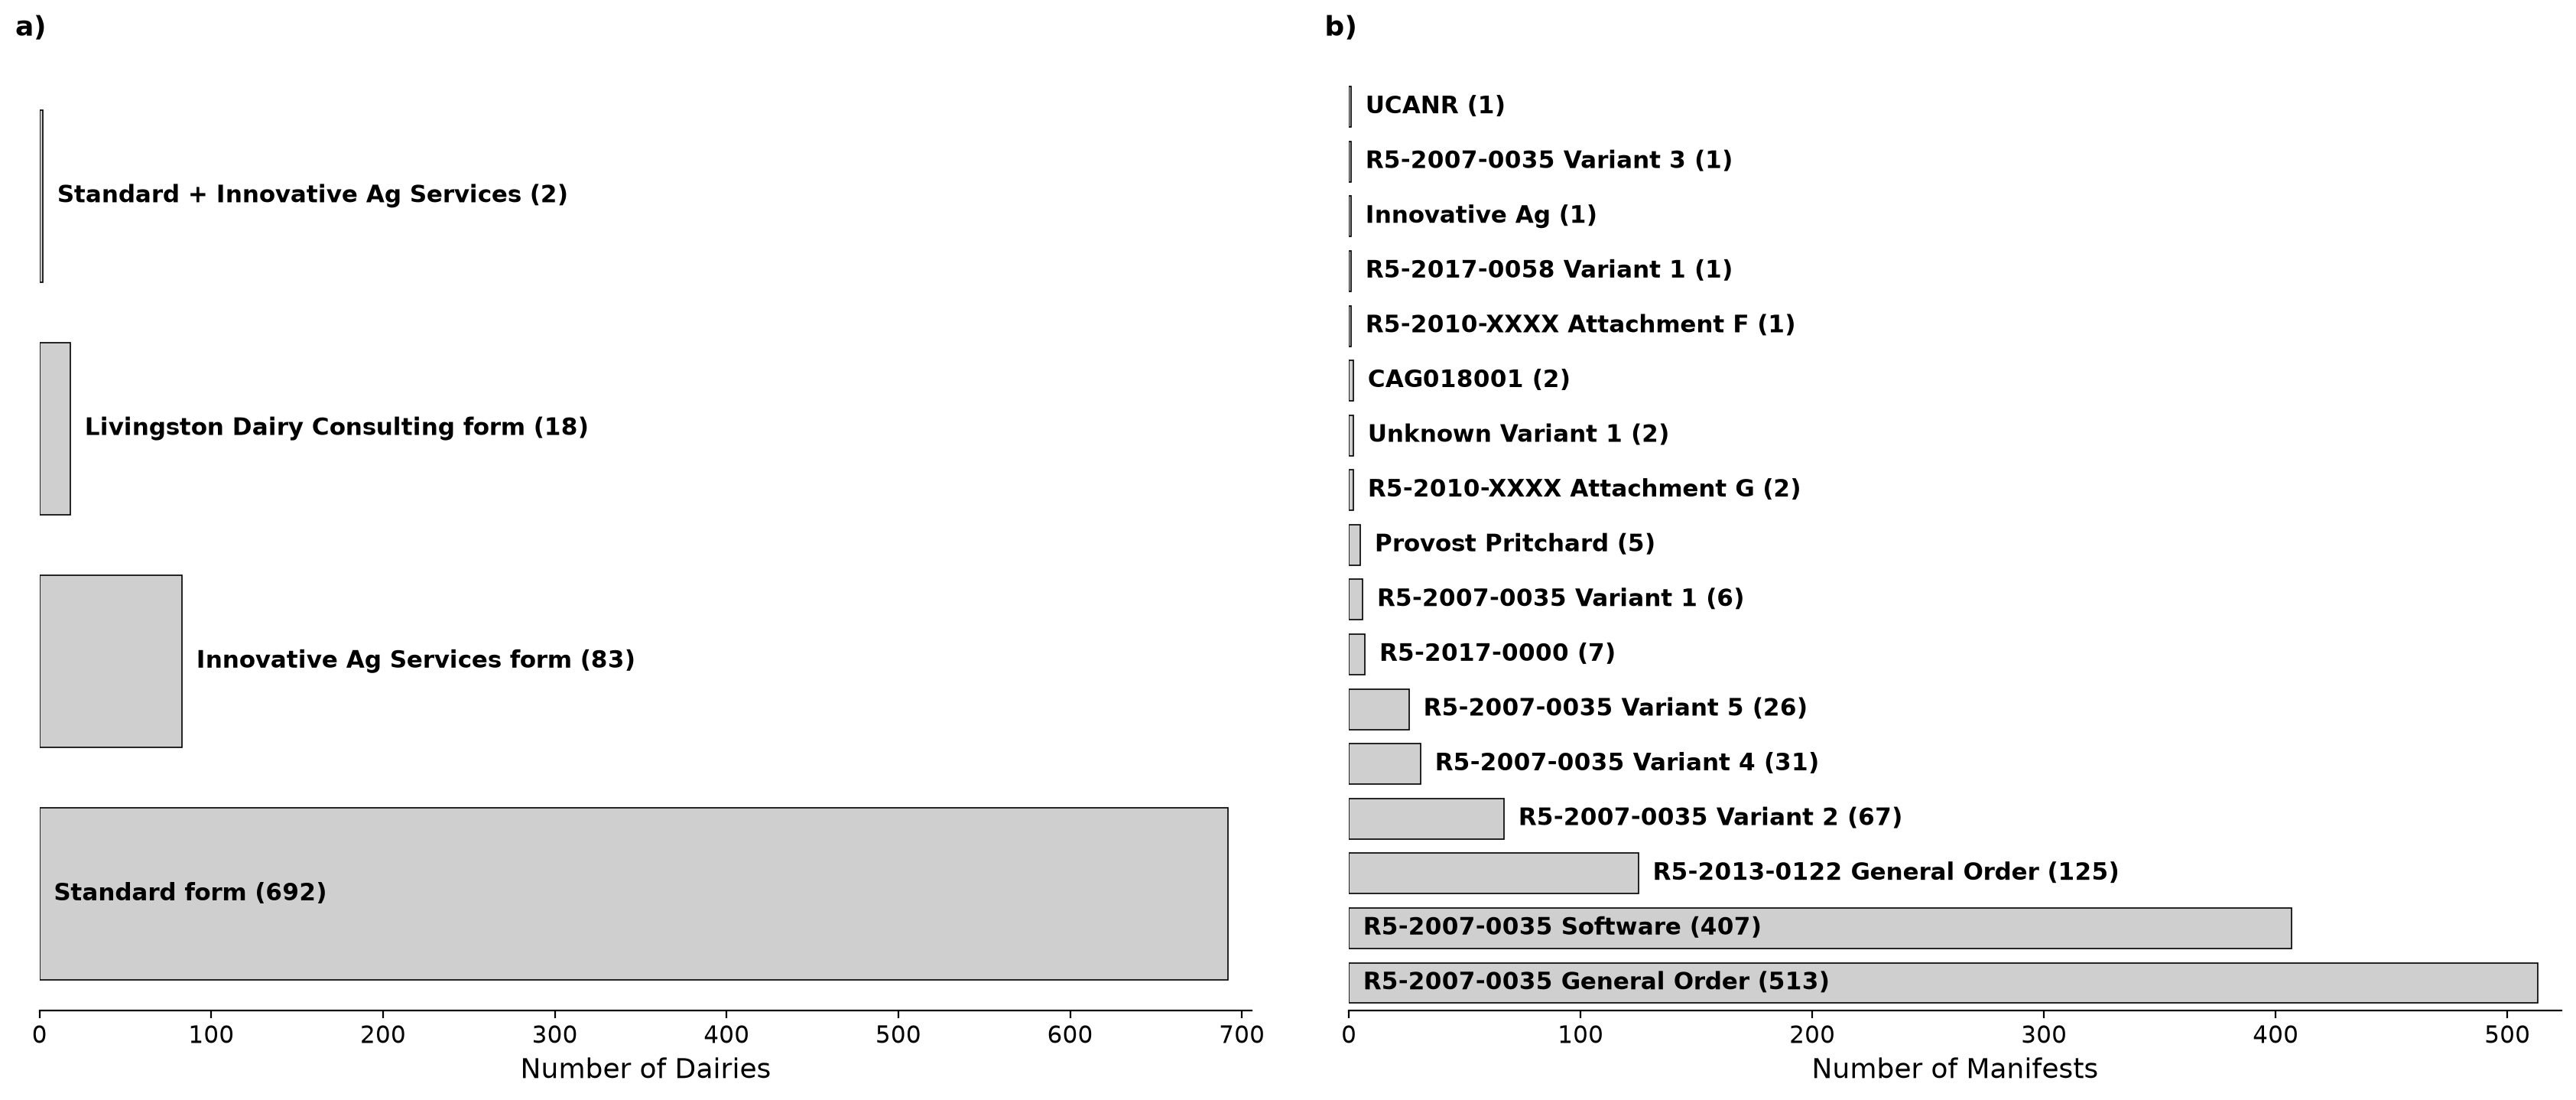 a)
Standard + Innovative Ag Services (2)
Livingston Dairy Consulting form (18)
Innovative Ag Services form (83)
Standard form (692)
0 100 200 300 400 500 600 700
Number of Dairies
b)
UCANR (1)
R5-2007-0035 Variant 3 (1)
Innovative Ag (1)
R5-2017-0058 Variant 1 (1)
R5-2010-XXXX Attachment F (1)
CAG018001 (2)
Unknown Variant 1 (2)
R5-2010-XXXX Attachment G (2)
Provost Pritchard (5)
R5-2007-0035 Variant 1 (6)
R5-2017-0000 (7)
R5-2007-0035 Variant 5 (26)
R5-2007-0035 Variant 4 (31)
R5-2007-0035 Variant 2 (67)
R5-2013-0122 General Order (125)
R5-2007-0035 Software (407)
R5-2007-0035 General Order (513)
0 100 200 300 400 500
Number of Manifests